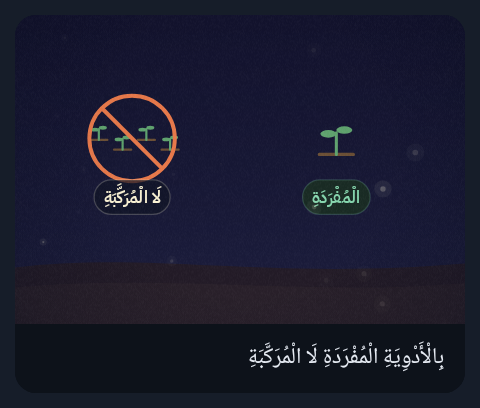 الْمُفْرَدَةِ
لَا الْمُرَكَّبَةِ
بِالْأَدْوِيَةِ الْمُفْرَدَةِ لَا الْمُرَكَّبَةِ